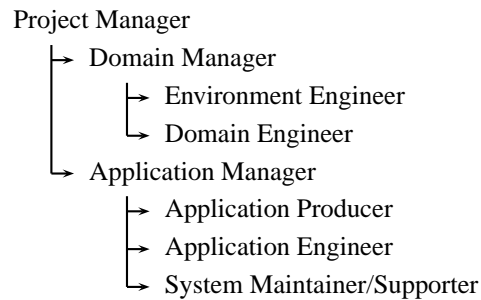 Project Manager
Domain Manager
Environment Engineer
Domain Engineer
Application Manager
Application Producer
Application Engineer
System Maintainer/Supporter